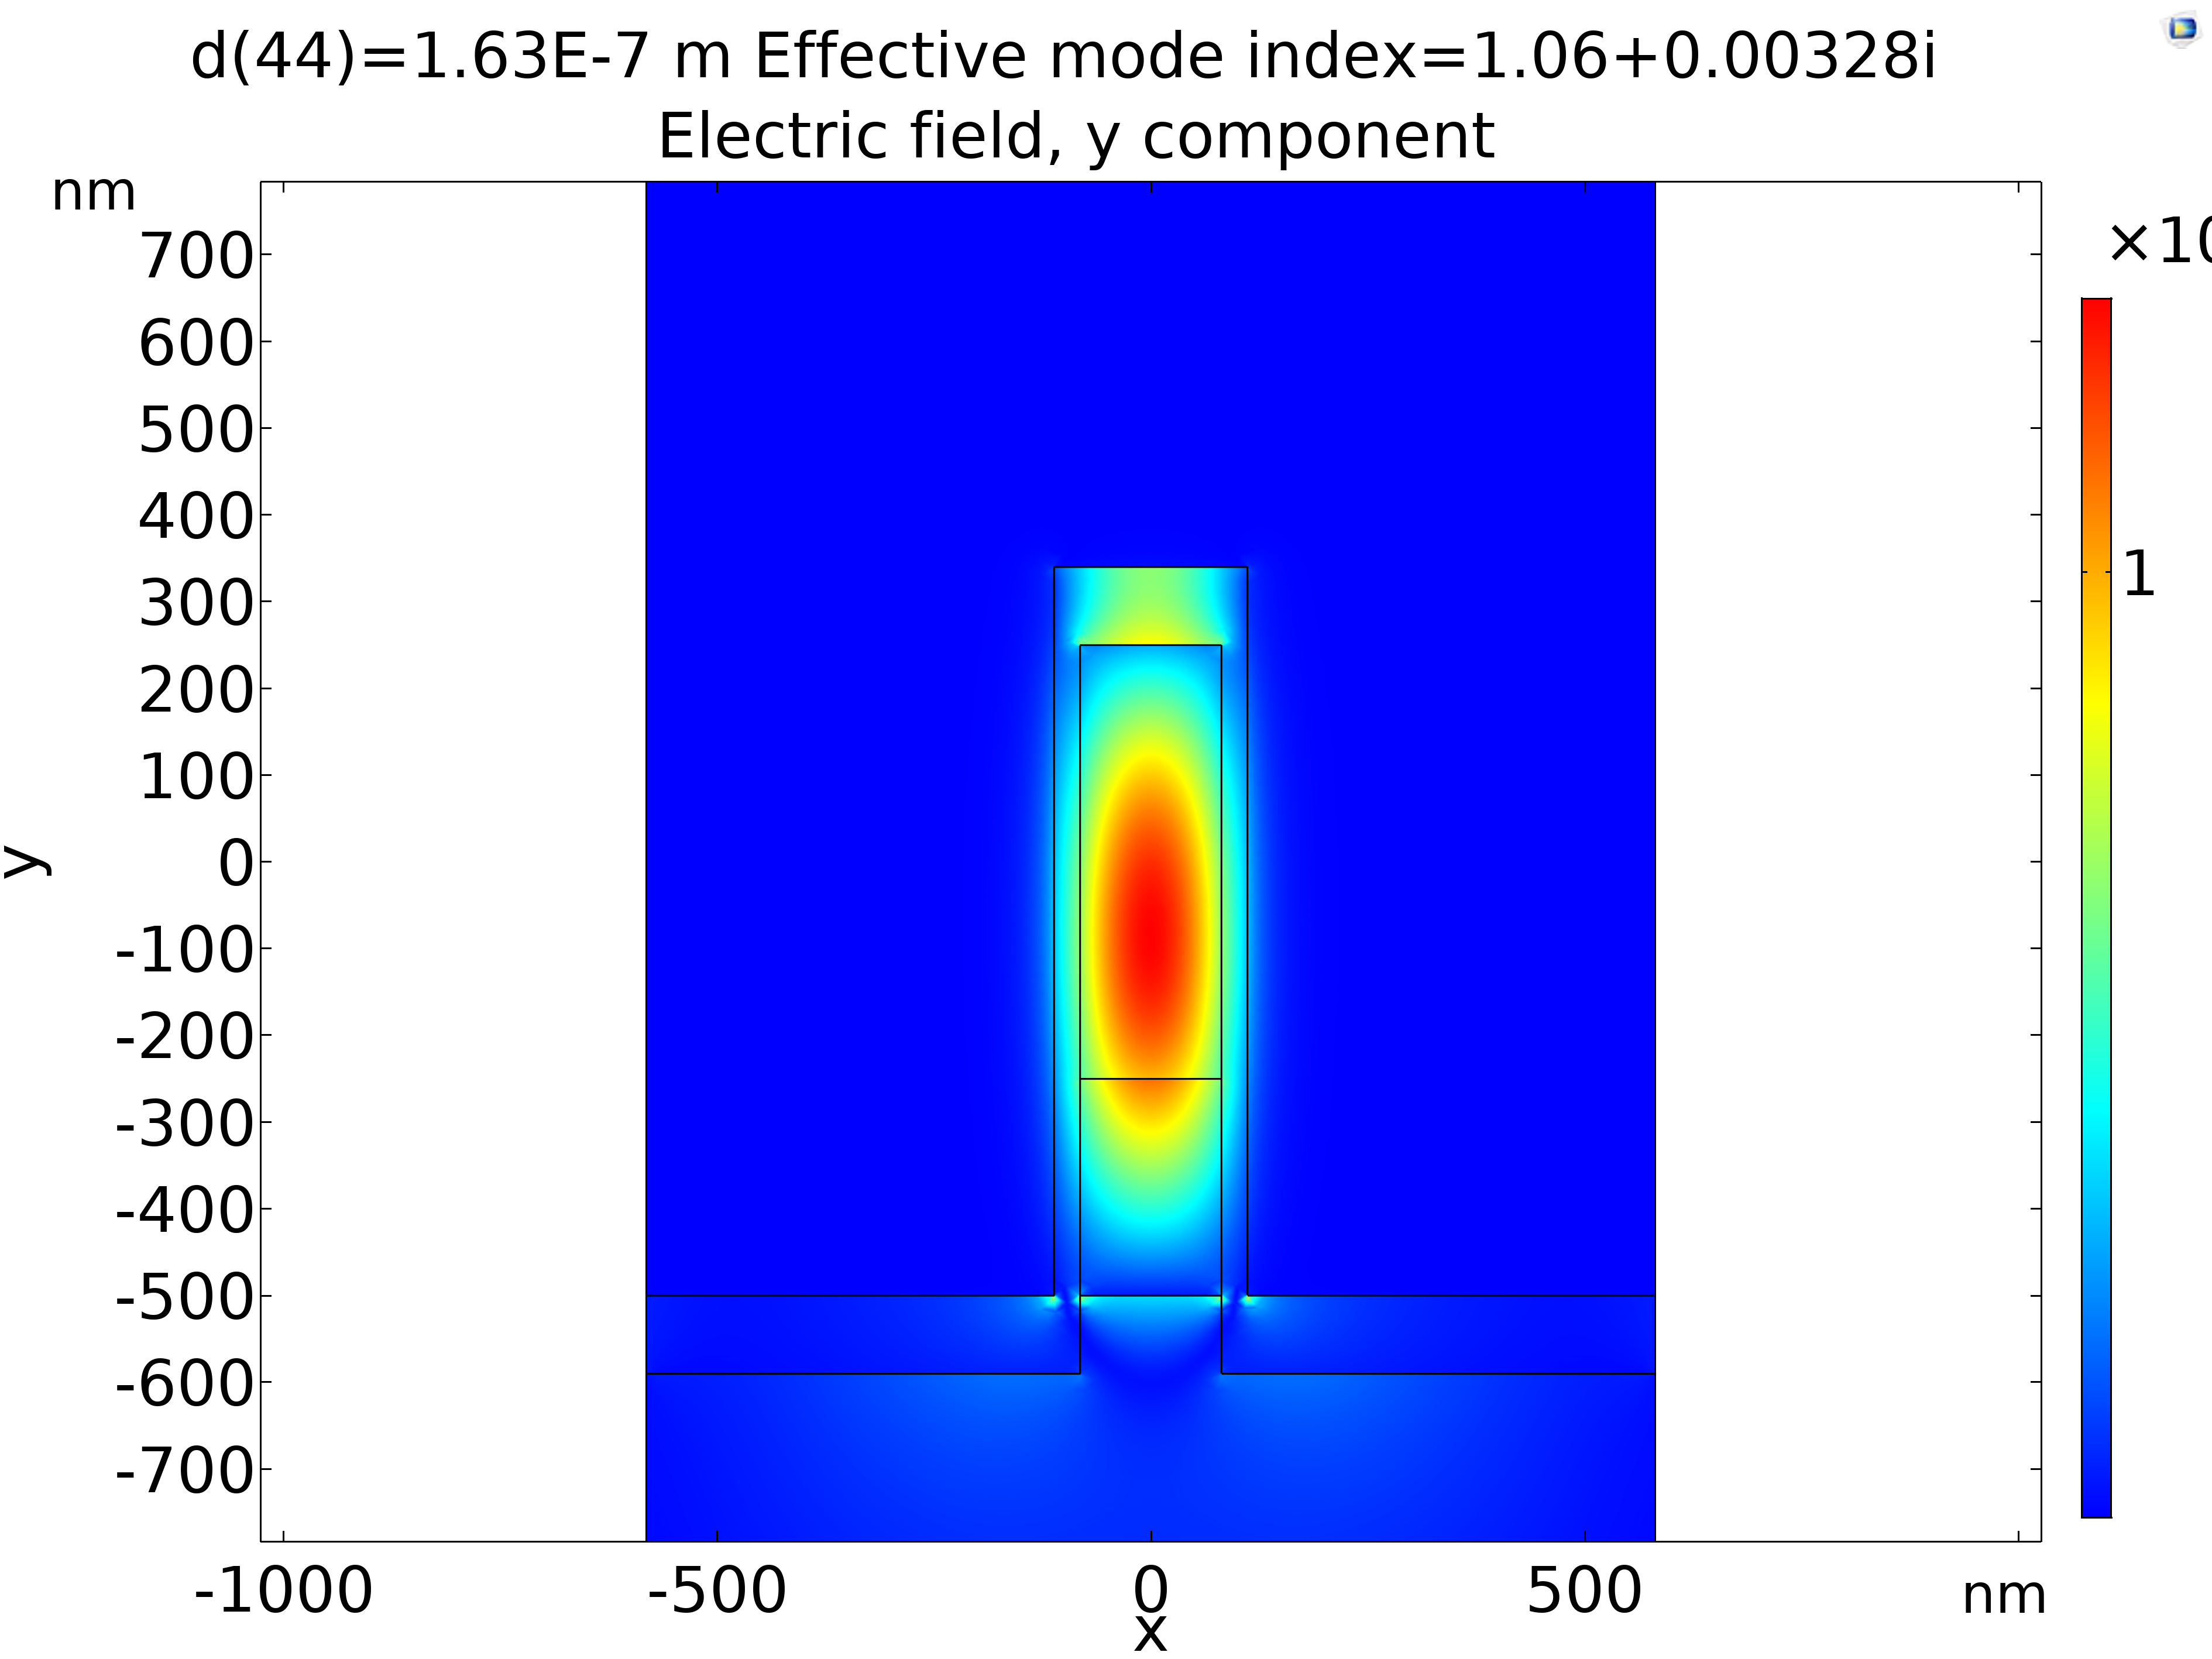 d(44)=1.63E-7 m Effective mode index=1.06+0.00328i
Electric field, y component
nm
×10
700
600
500
400
300
200
100
0
-100
-200
-300
-400
-500
-600
-700
1
y
-1000 -500 0 500 nm
x